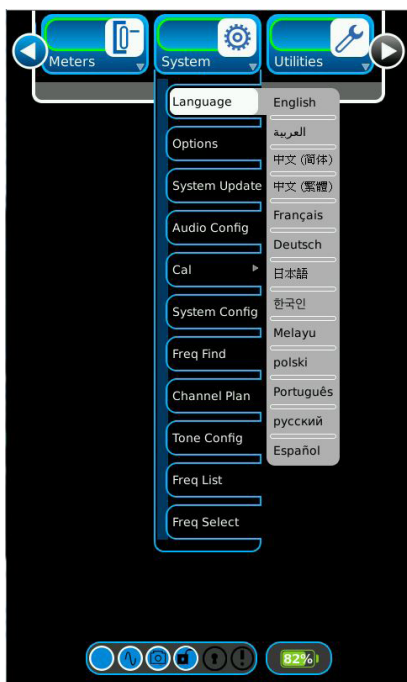 Meters
System
Utilities
Language
Options
System Update
Audio Config
Cal
System Config
Freq Find
Channel Plan
Tone Config
Freq List
Freq Select
English
العربية
中文 (简体)
中文 (繁體)
Français
Deutsch
日本語
한국인
Melayu
polski
Português
русский
Español
82%